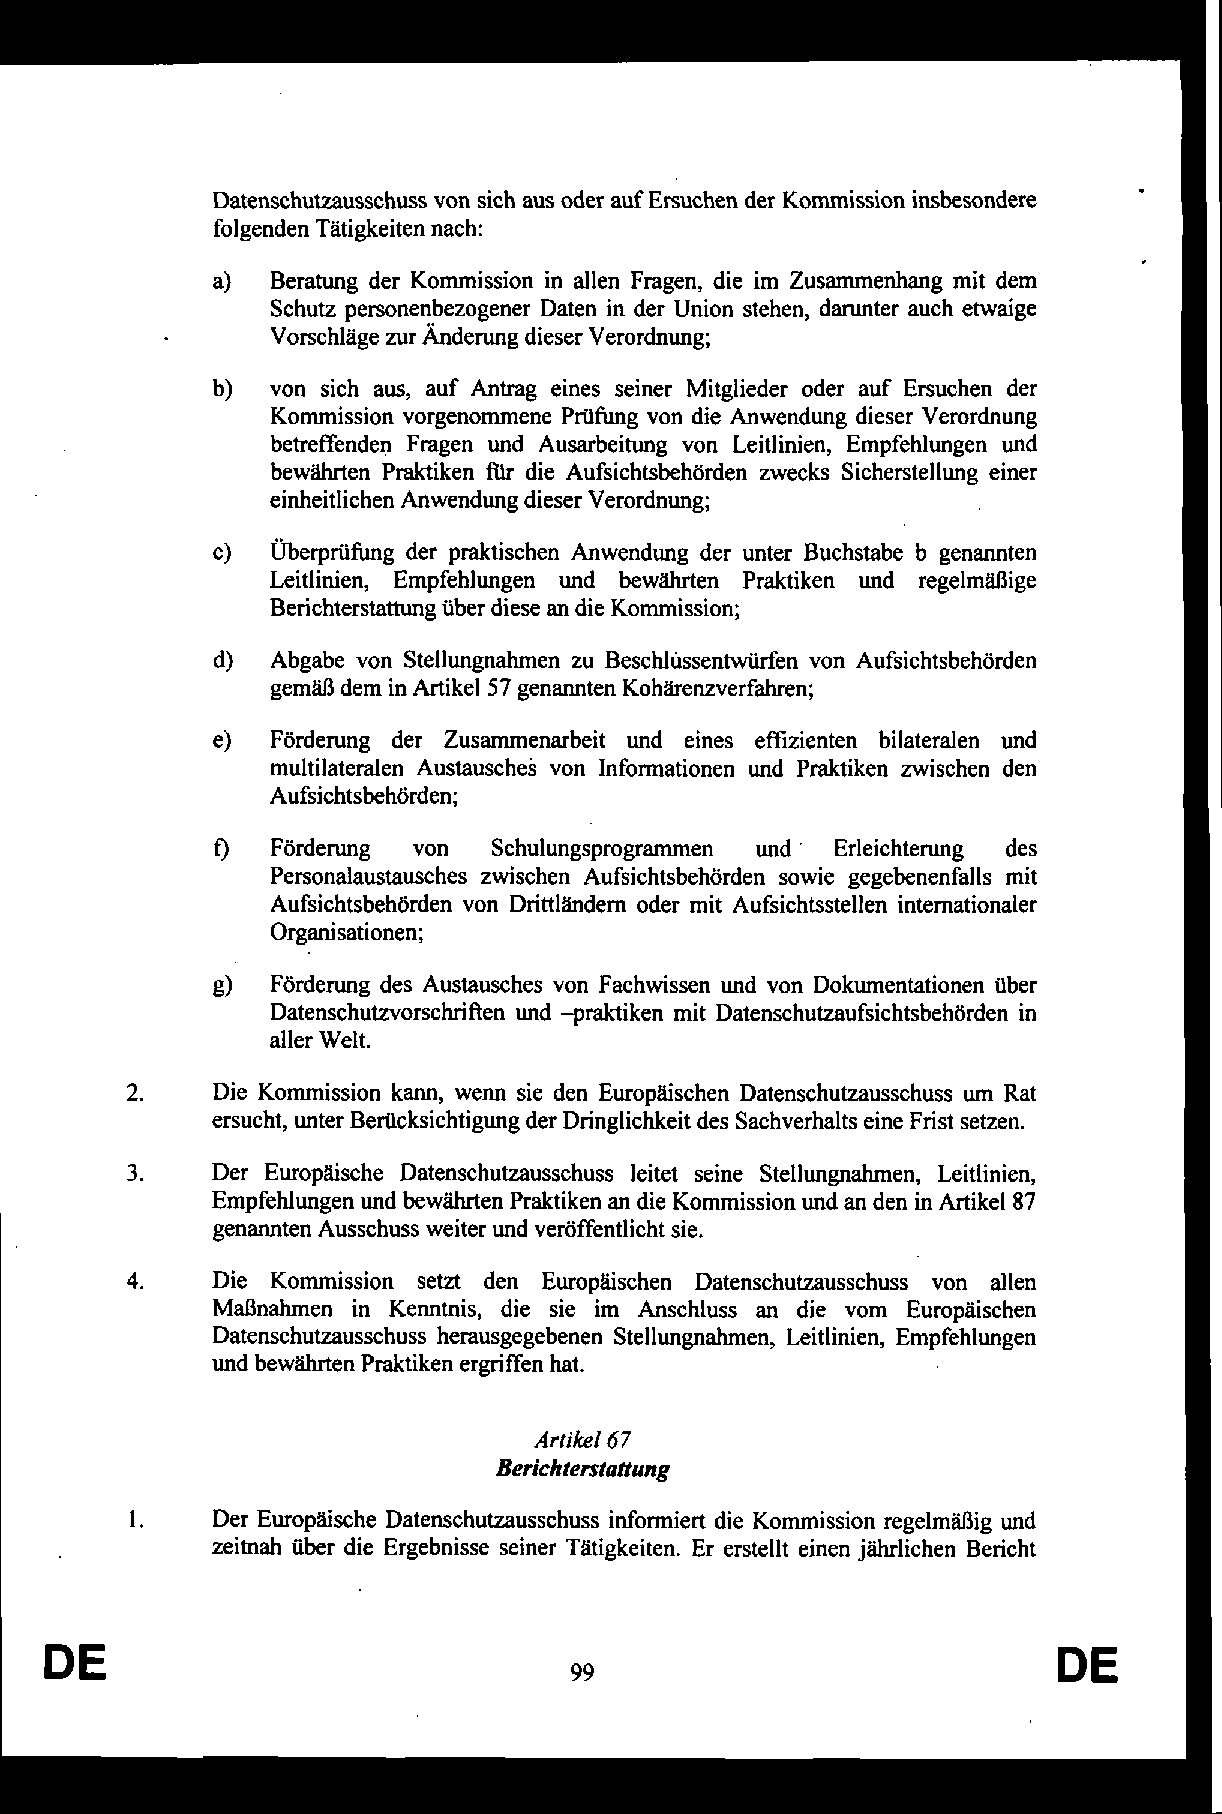 Datenschutzausschuss von sich aus oder auf Ersuchen der Kommission insbesondere
folgenden Tätigkeiten nach:
a) Beratung der Kommission in allen Fragen, die im Zusammenhang mit dem
Schutz personenbezogener Daten in der Union stehen, darunter auch etwaige
Vorschläge zur Änderung dieser Verordnung;
b) von sich aus, auf Antrag eines seiner Mitglieder oder auf Ersuchen der
Kommission vorgenommene Prüfung von die Anwendung dieser Verordnung
betreffenden Fragen und Ausarbeitung von Leitlinien, Empfehlungen und
bewährten Praktiken für die Aufsichtsbehörden zwecks Sicherstellung einer
einheitlichen Anwendung dieser Verordnung;
c) Überprüfung der praktischen Anwendung der unter Buchstabe b genannten
Leitlinien, Empfehlungen und bewährten Praktiken und regelmäßige
Berichterstattung über diese an die Kommission;
d) Abgabe von Stellungnahmen zu Beschlussentwürfen von Aufsichtsbehörden
gemäß dem in Artikel 57 genannten Kohärenzverfahren;
e) Förderung der Zusammenarbeit und eines effizienten bilateralen und
multilateralen Austausches von Informationen und Praktiken zwischen den
Aufsichtsbehörden;
f) Förderung von Schulungsprogrammen und Erleichterung des
Personalaustausches zwischen Aufsichtsbehörden sowie gegebenenfalls mit
Aufsichtsbehörden von Drittländern oder mit Aufsichtsstellen internationaler
Organisationen;
g) Förderung des Austausches von Fachwissen und von Dokumentationen über
Datenschutzvorschriften und –praktiken mit Datenschutzaufsichtsbehörden in
aller Welt.
2. Die Kommission kann, wenn sie den Europäischen Datenschutzausschuss um Rat
ersucht, unter Berücksichtigung der Dringlichkeit des Sachverhalts eine Frist setzen.
3. Der Europäische Datenschutzausschuss leitet seine Stellungnahmen, Leitlinien,
Empfehlungen und bewährten Praktiken an die Kommission und an den in Artikel 87
genannten Ausschuss weiter und veröffentlicht sie.
4. Die Kommission setzt den Europäischen Datenschutzausschuss von allen
Maßnahmen in Kenntnis, die sie im Anschluss an die vom Europäischen
Datenschutzausschuss herausgegebenen Stellungnahmen, Leitlinien, Empfehlungen
und bewährten Praktiken ergriffen hat.
Artikel 67
Berichterstattung
1. Der Europäische Datenschutzausschuss informiert die Kommission regelmäßig und
zeitnah über die Ergebnisse seiner Tätigkeiten. Er erstellt einen jährlichen Bericht
DE 99 DE